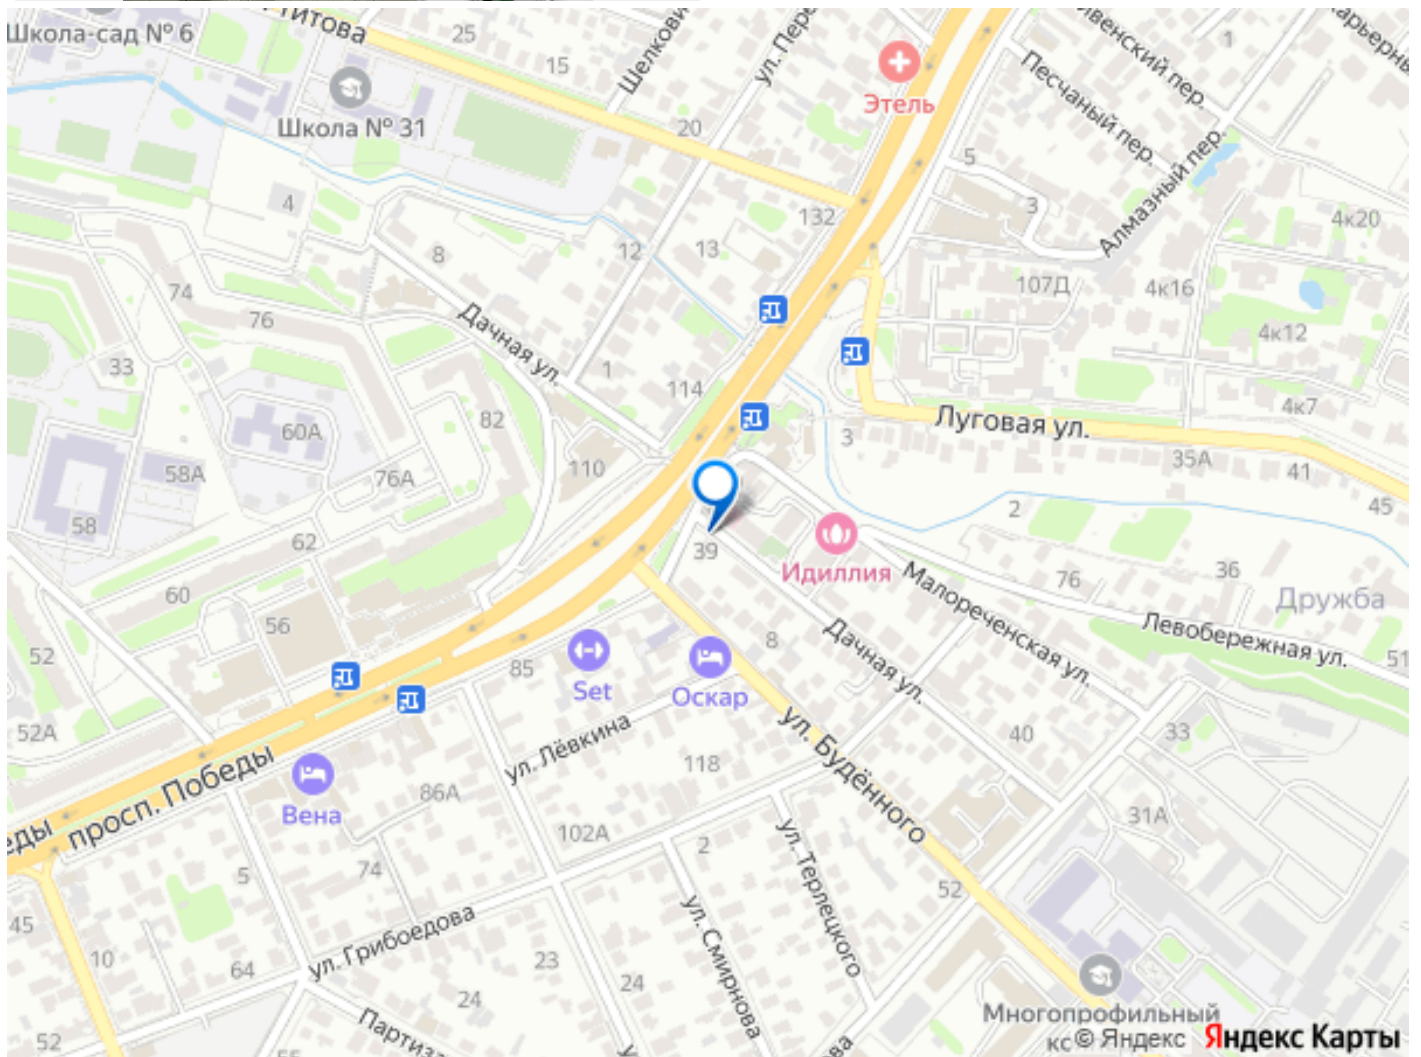 Школа-сад № 6
Титова
25
15
Шелкови
ул. Пере
Этель
1
Песчаный пер.
Алмазный пер.
Школа № 31
20
5
3
4
8
12
13
132
4к20
107Д
4к16
4к12
4к7
74
76
33
Дачная ул.
1
114
82
60А
58А
76А
110
3
Луговая ул.
35А
41
45
58
62
60
39
Идиллия
2
76
36
Дружба
Малореченская ул.
Левобережная ул.
51
56
52
52А
85
Set
Оскар
8
Дачная ул.
40
33
31А
просп. Победы
Вена
86А
ул. Лёвкина
118
ул. Будённого
102А
2
74
5
45
10
64
ул. Грибоедова
ул. Смирнова
ул. Терлецкого
52
23
24
24
52
Многопрофильный
кс
© Яндекс
Яндекс Карты